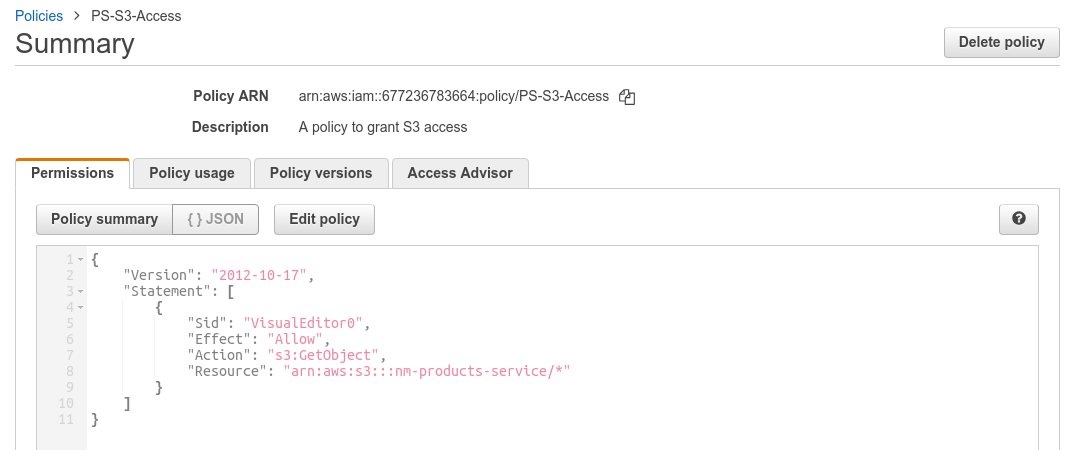 Policies > PS-S3-Access
Summary
Delete policy
Policy ARN arn:aws:iam::677236783664:policy/PS-S3-Access
Description A policy to grant S3 access
Permissions Policy usage Policy versions Access Advisor
Policy summary { } JSON Edit policy ?
1 {
2     "Version": "2012-10-17",
3     "Statement": [
4         {
5             "Sid": "VisualEditor0",
6             "Effect": "Allow",
7             "Action": "s3:GetObject",
8             "Resource": "arn:aws:s3:::nm-products-service/*"
9         }
10     ]
11 }